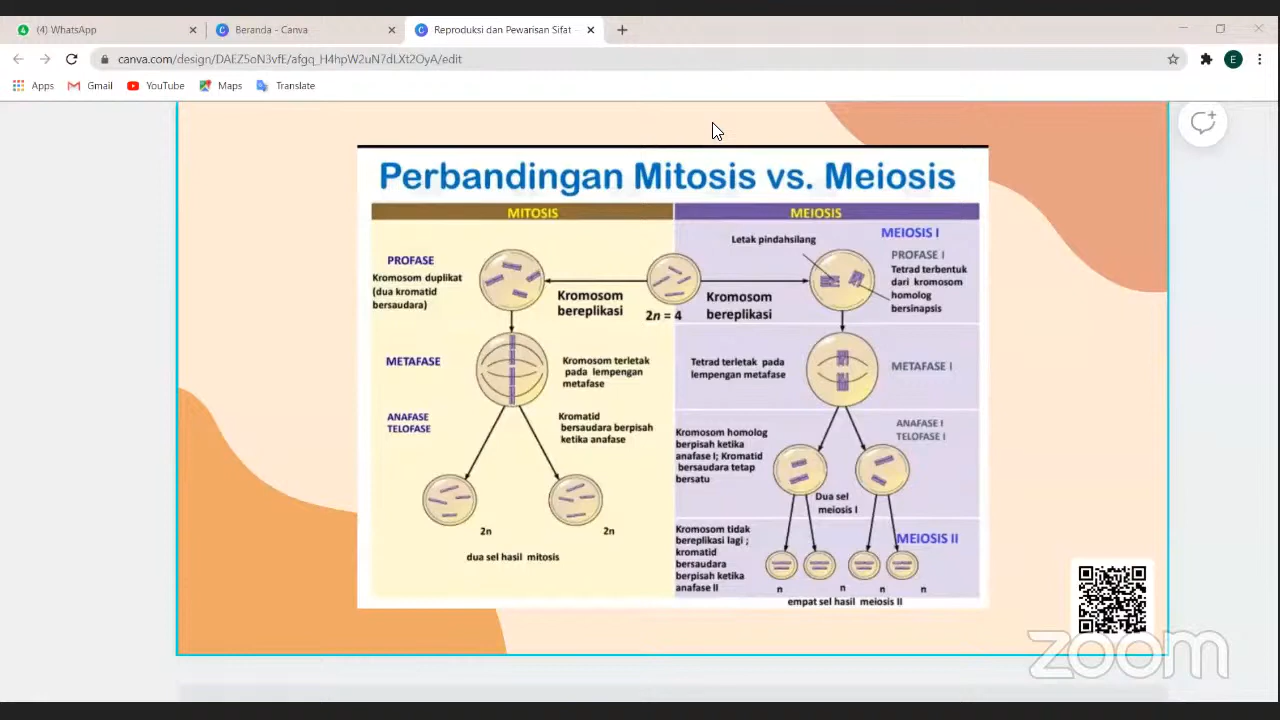 (4) WhatsApp
Beranda - Canva
Reproduksi dan Pewarisan Sifat
canva.com/design/DAEZ5oN3vfE/afgq_H4hpW2uN7dLXt2OyA/edit
E
Apps
Gmail
YouTube
Maps
Translate
Perbandingan Mitosis vs. Meiosis
MITOSIS
MEIOSIS
PROFASE
Kromosom duplikat
(dua kromatid
bersaudara)
Kromosom
bereplikasi
2n = 4
Kromosom
bereplikasi
Letak pindahsilang
MEIOSIS I
PROFASE I
Tetrad terbentuk
dari kromosom
homolog
bersinapsis
METAFASE
Kromosom terletak
pada lempengan
metafase
Tetrad terletak pada
lempengan metafase
METAFASE I
ANAFASE
TELOFASE
Kromatid
bersaudara berpisah
ketika anafase
Kromosom homolog
berpisah ketika
anafase I; Kromatid
bersaudara tetap
bersatu
ANAFASE I
TELOFASE I
Dua sel
meiosis I
2n
2n
dua sel hasil mitosis
Kromosom tidak
bereplikasi lagi ;
kromatid
bersaudara
berpisah ketika
anafase II
MEIOSIS II
n
n
n
n
empat sel hasil meiosis II
zoom